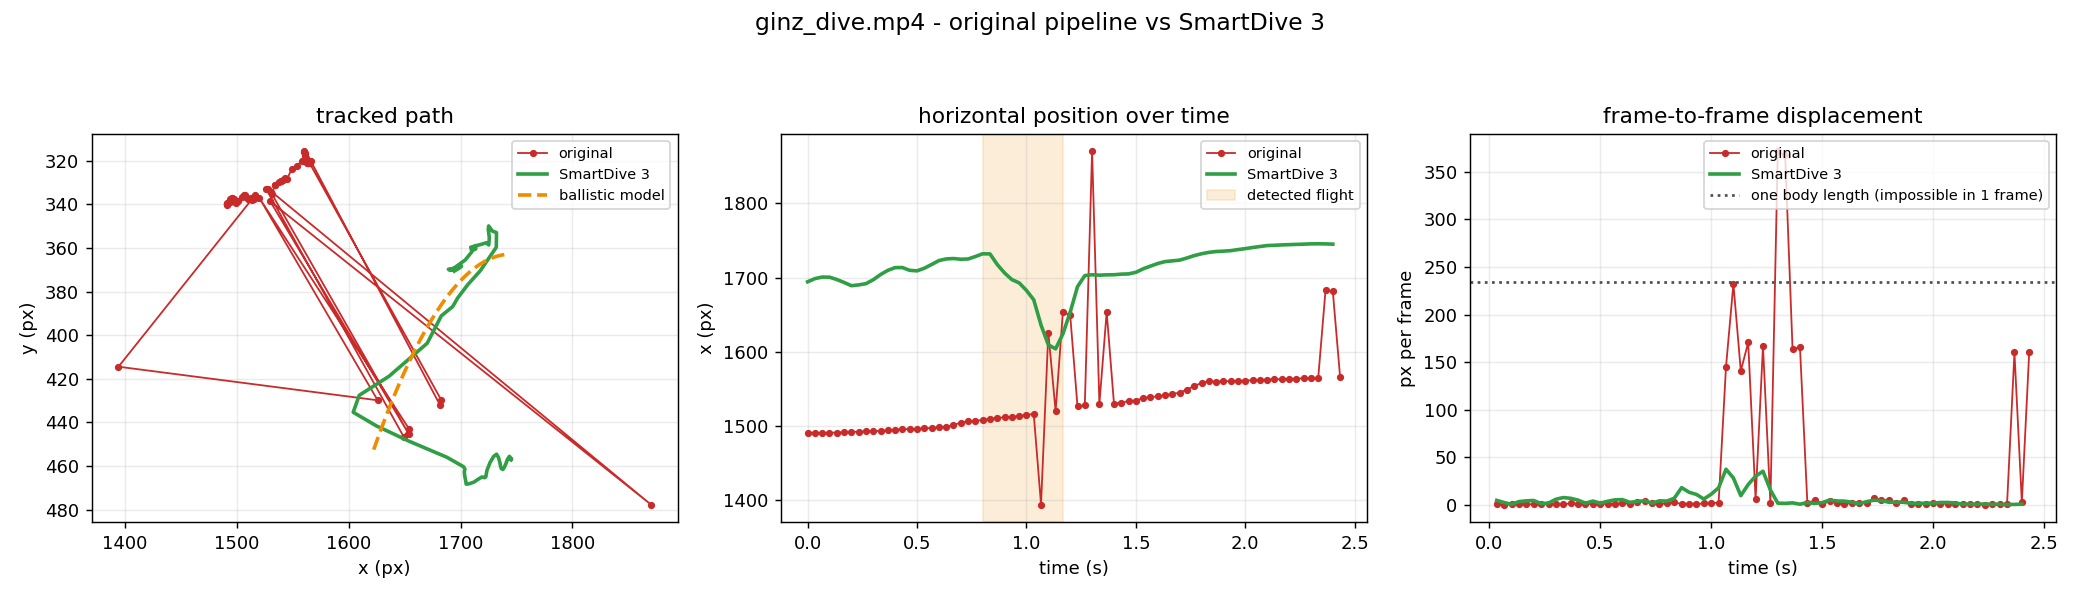 ginz_dive.mp4 - original pipeline vs SmartDive 3
tracked path
original
SmartDive 3
ballistic model
320
340
360
380
400
420
440
460
480
y (px)
1400
1500
1600
1700
1800
x (px)
horizontal position over time
original
SmartDive 3
detected flight
1800
1700
1600
1500
1400
x (px)
0.0
0.5
1.0
1.5
2.0
2.5
time (s)
frame-to-frame displacement
original
SmartDive 3
one body length (impossible in 1 frame)
350
300
250
200
150
100
50
0
px per frame
0.0
0.5
1.0
1.5
2.0
2.5
time (s)